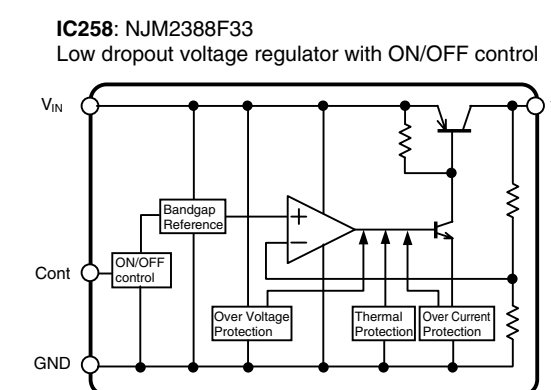 IC258: NJM2388F33
Low dropout voltage regulator with ON/OFF control
VIN
Bandgap
Reference
+
−
Cont
ON/OFF
control
Over Voltage
Protection
Thermal
Protection
Over Current
Protection
GND